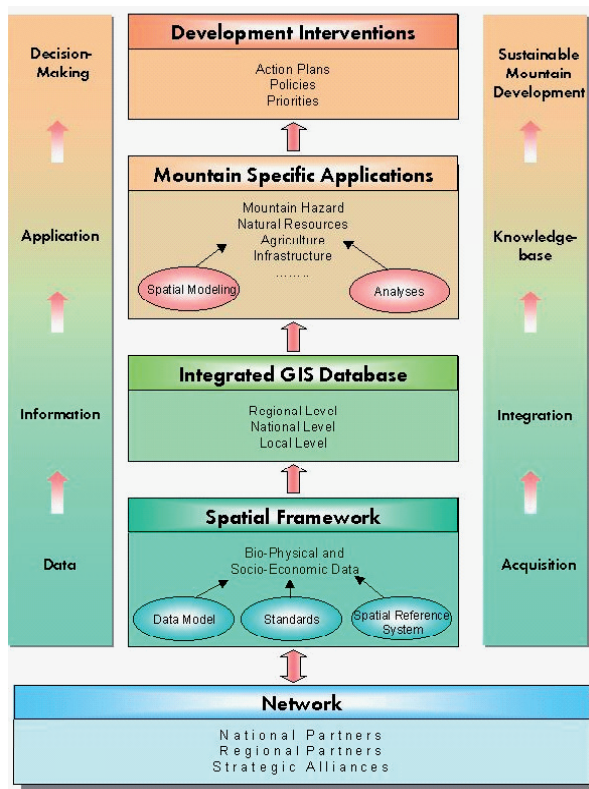 Decision-
Making
Application
Information
Data
Development Interventions
Action Plans
Policies
Priorities
Mountain Specific Applications
Mountain Hazard
Natural Resources
Agriculture
Infrastructure
........
Spatial Modeling
Analyses
Integrated GIS Database
Regional Level
National Level
Local Level
Spatial Framework
Bio-Physical and
Socio-Economic Data
Data Model
Standards
Spatial Reference
System
Network
National Partners
Regional Partners
Strategic Alliances
Sustainable
Mountain
Development
Knowledge-
base
Integration
Acquisition